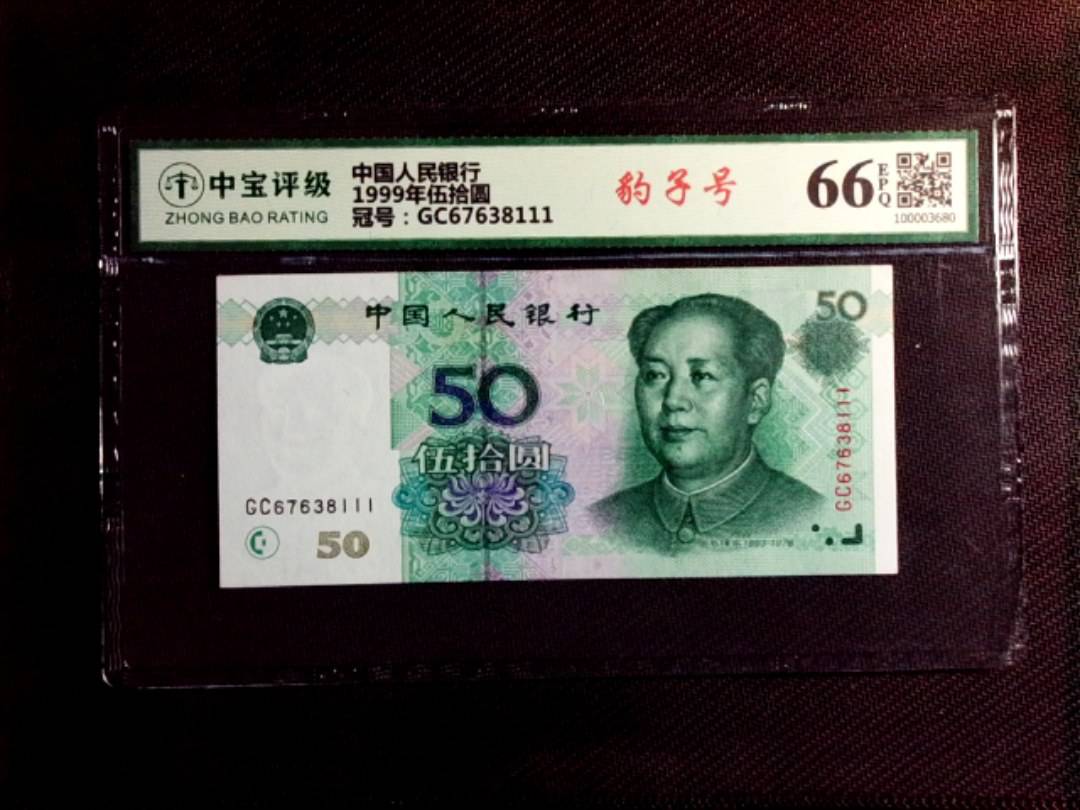 中宝评级
ZHONG BAO RATING
中国人民银行
1999年伍拾圆
冠号：GC67638111
豹子号
66
EPQ
100003680
中国人民银行
50
50
伍拾圆
GC67638111
50
GC67638111